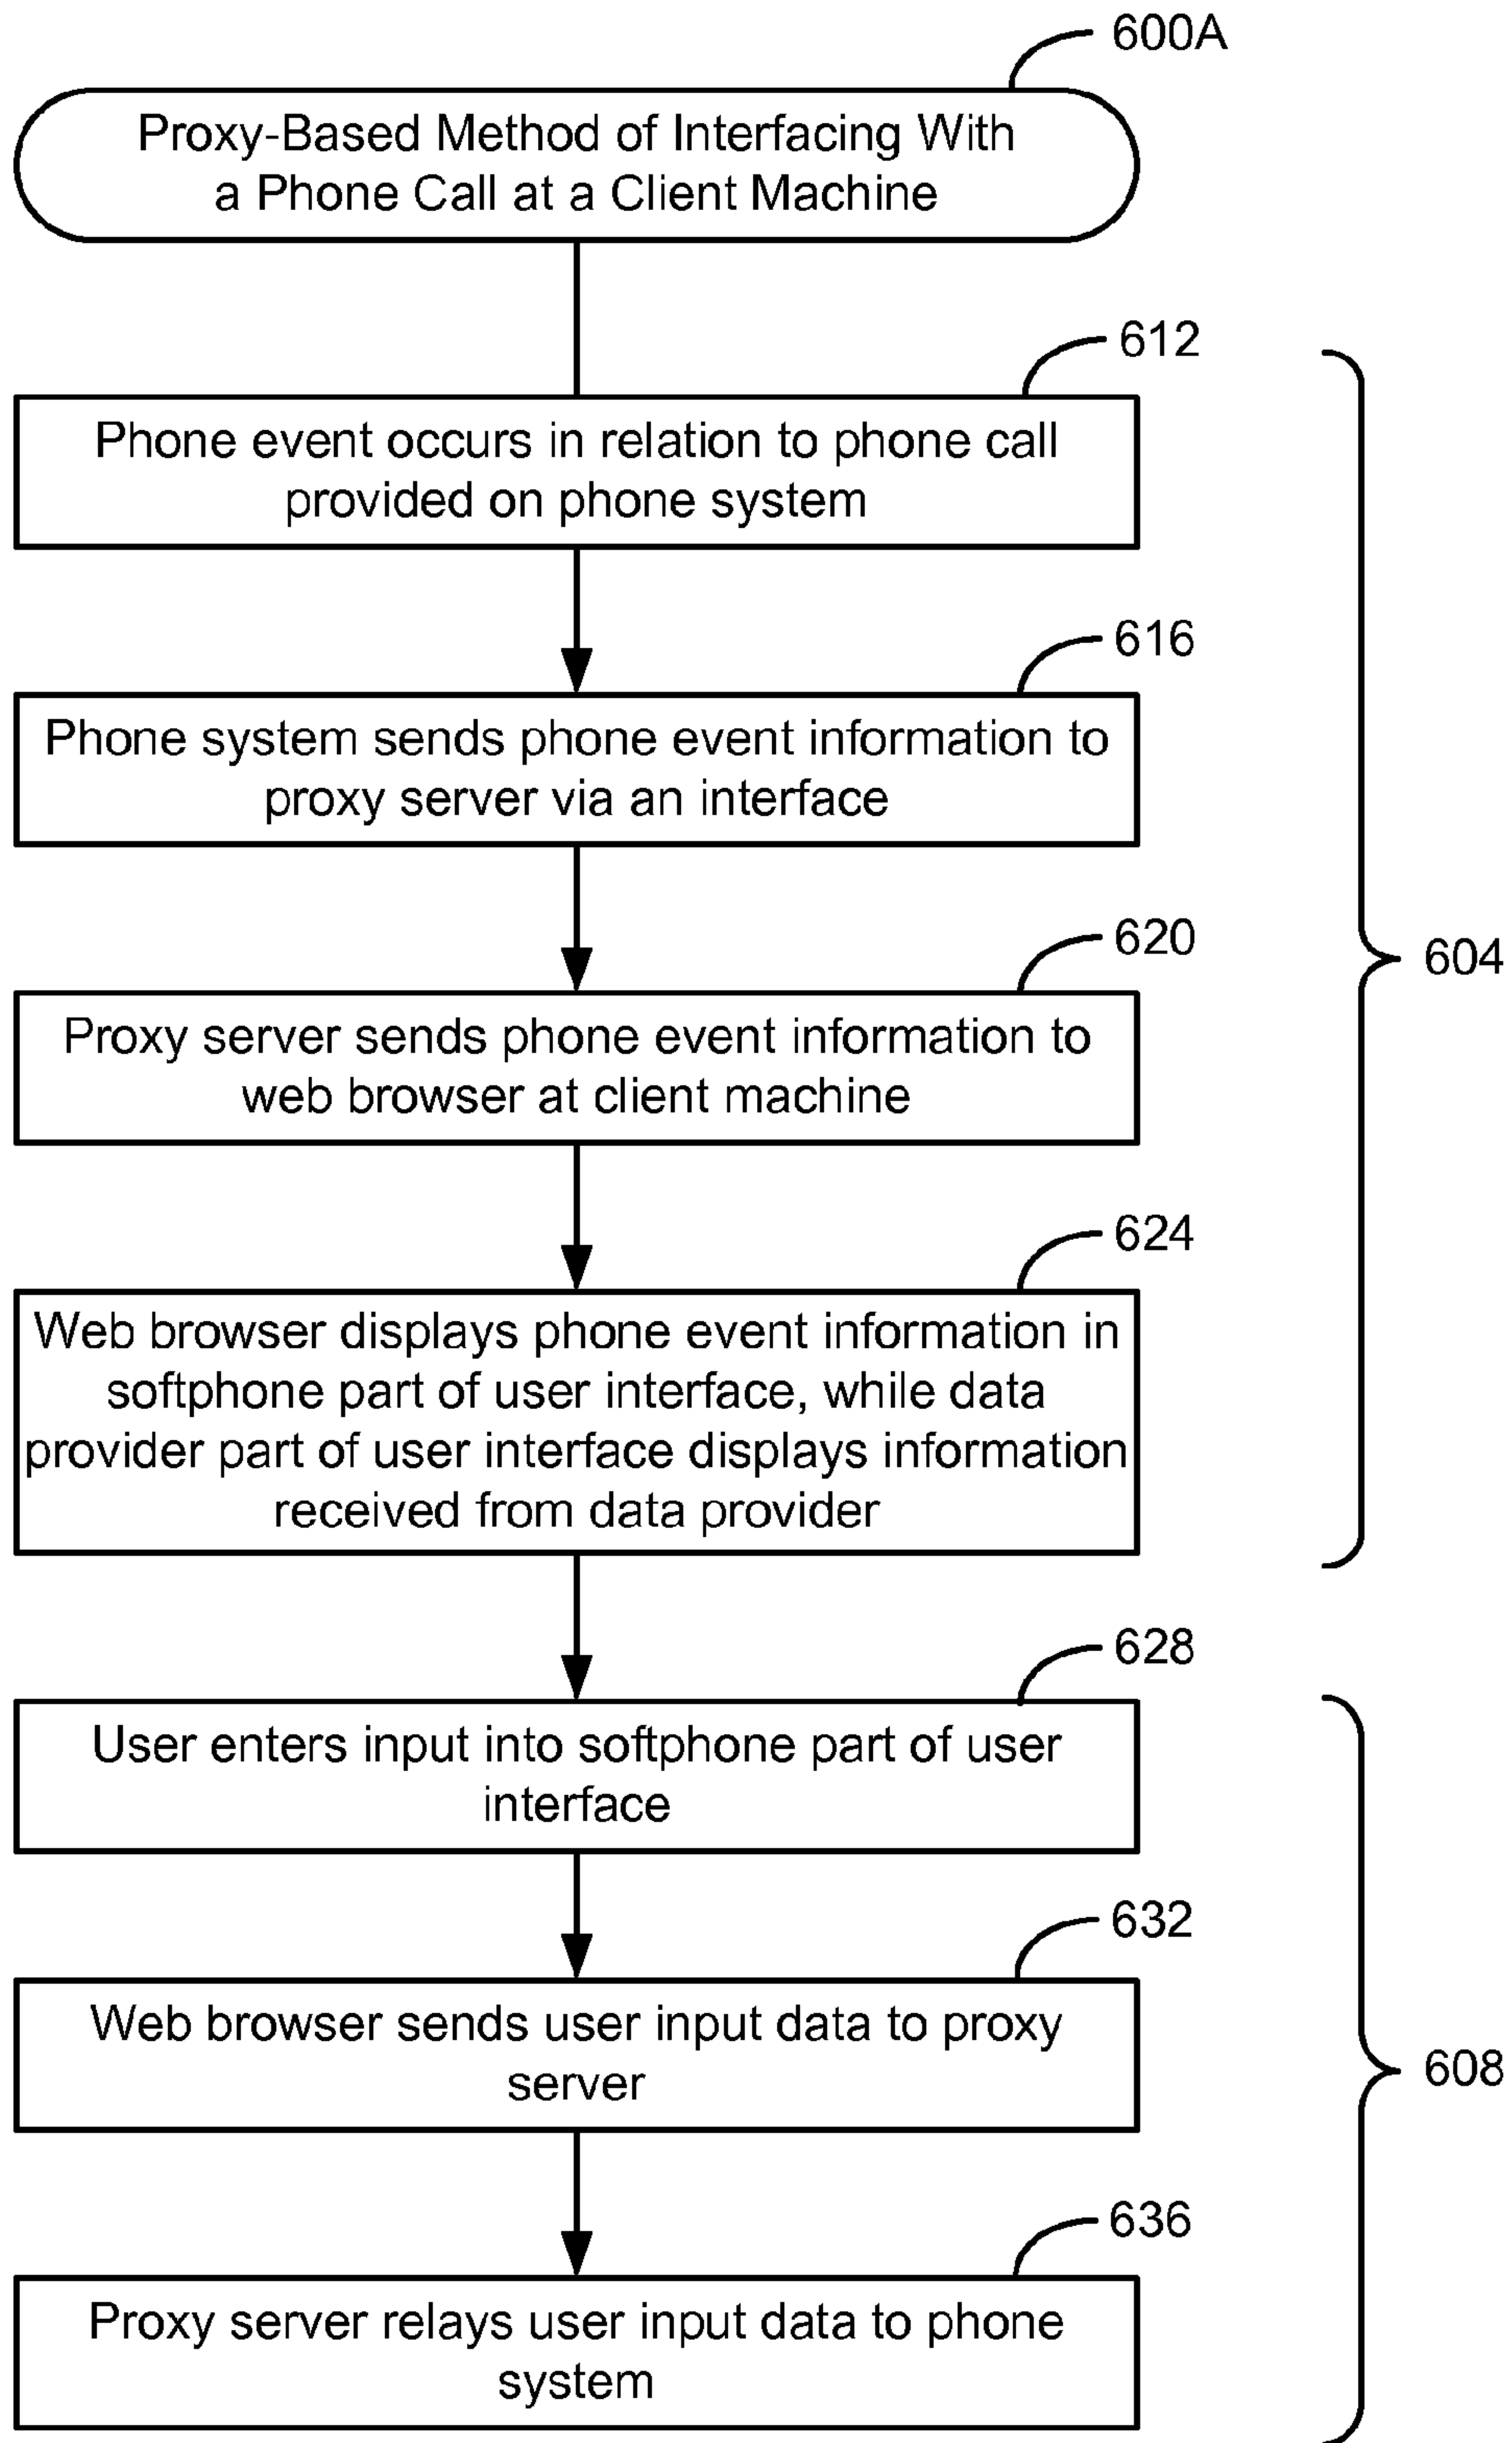 600A
Proxy-Based Method of Interfacing With
a Phone Call at a Client Machine
612
Phone event occurs in relation to phone call
provided on phone system
616
Phone system sends phone event information to
proxy server via an interface
620
Proxy server sends phone event information to
web browser at client machine
604
624
Web browser displays phone event information in
softphone part of user interface, while data
provider part of user interface displays information
received from data provider
628
User enters input into softphone part of user
interface
632
Web browser sends user input data to proxy
server
608
636
Proxy server relays user input data to phone
system